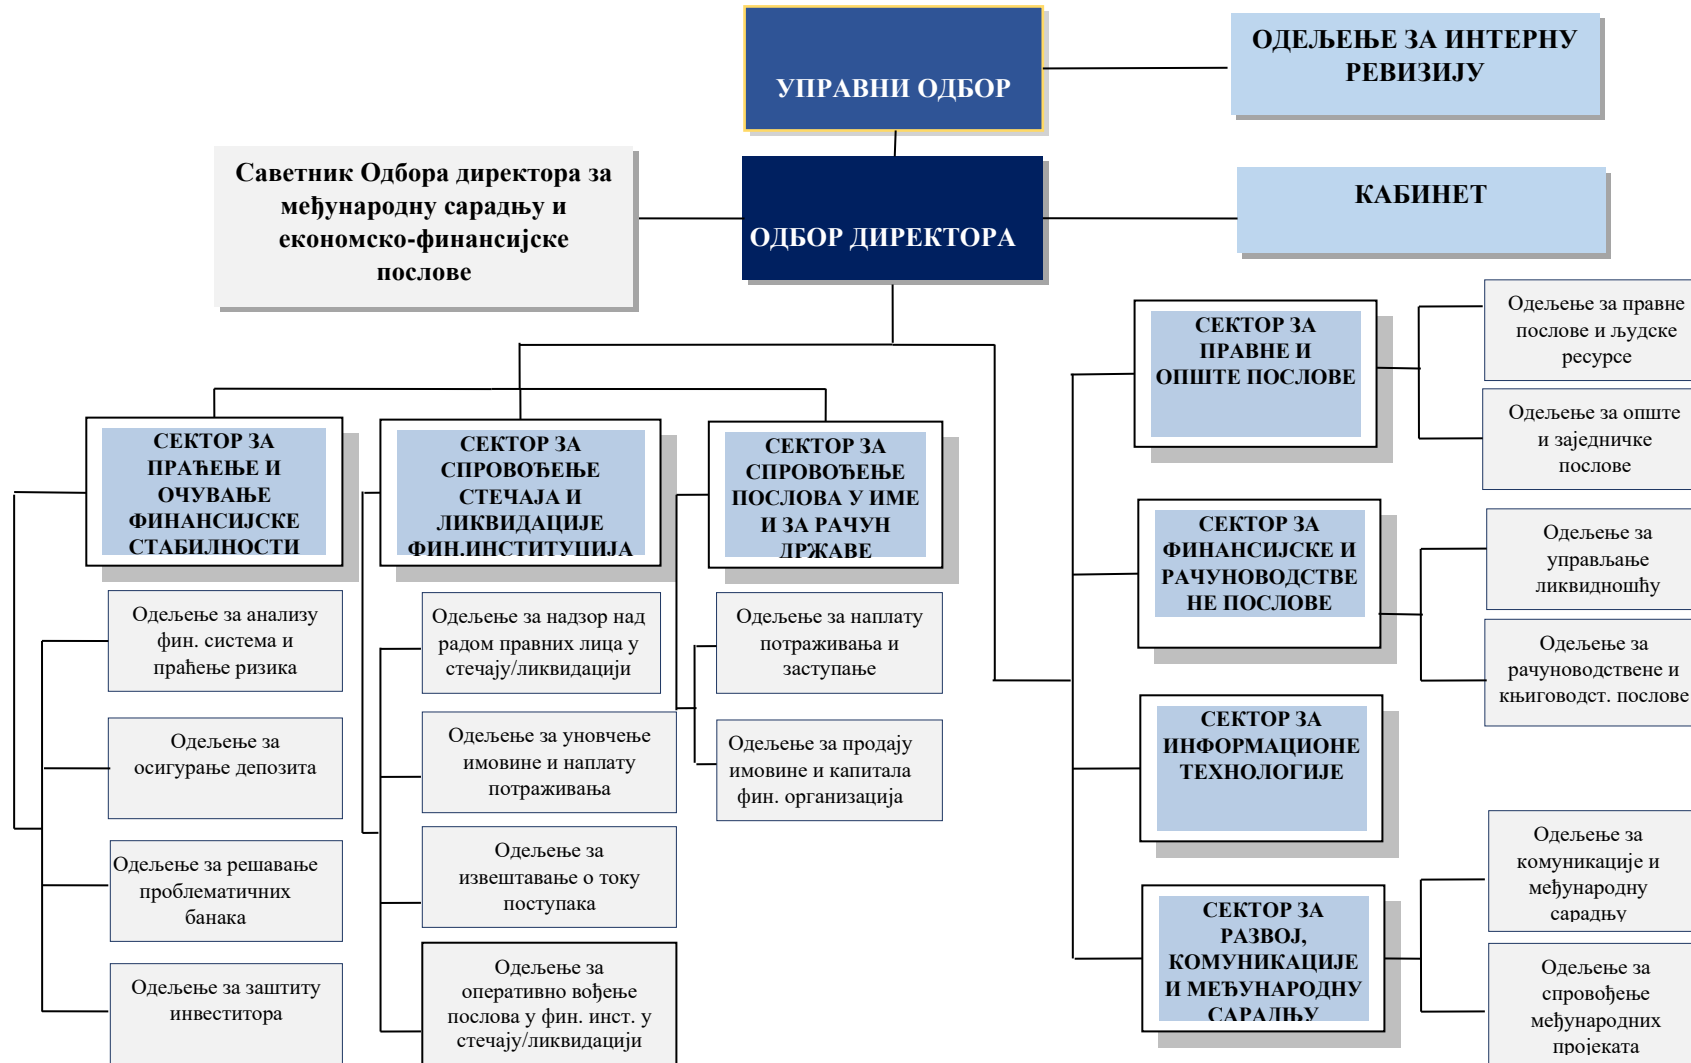 УПРАВНИ ОДБОР
ОДЕЉЕЊЕ ЗА ИНТЕРНУ
РЕВИЗИЈУ
Саветник Одбора директора за
међународну сарадњу и
економско-финансијске
послове
ОДБОР ДИРЕКТОРА
КАБИНЕТ
СЕКТОР ЗА
ПРАЋЕЊЕ И
ОЧУВАЊЕ
ФИНАНСИЈСКЕ
СТАБИЛНОСТИ
Одељење за анализу
фин. система и
праћење ризика
Одељење за
осигурање депозита
Одељење за решавање
проблематичних
банака
Одељење за заштиту
инвеститора
СЕКТОР ЗА
СПРОВОЂЕЊЕ
СТЕЧАЈА И
ЛИКВИДАЦИЈЕ
ФИН.ИНСТИТУЦИЈА
Одељење за надзор над
радом правних лица у
стечају/ликвидацији
Одељење за уновчење
имовине и наплату
потраживања
Одељење за
извештавање о току
поступака
Одељење за
оперативно вођење
послова у фин. инст. у
стечају/ликвидацији
СЕКТОР ЗА
СПРОВОЂЕЊЕ
ПОСЛОВА У ИМЕ
И ЗА РАЧУН
ДРЖАВЕ
Одељење за наплату
потраживања и
заступање
Одељење за продају
имовине и капитала
фин. организација
СЕКТОР ЗА
ПРАВНЕ И
ОПШТЕ ПОСЛОВЕ
Одељење за правне
послове и људске
ресурсе
Одељење за опште
и заједничке
послове
СЕКТОР ЗА
ФИНАНСИЈСКЕ И
РАЧУНОВОДСТВЕ
НЕ ПОСЛОВЕ
Одељење за
управљање
ликвидношћу
Одељење за
рачуноводствене и
књиговодст. послове
СЕКТОР ЗА
ИНФОРМАЦИОНЕ
ТЕХНОЛОГИЈЕ
СЕКТОР ЗА
РАЗВОЈ,
КОМУНИКАЦИЈЕ
И МЕЂУНАРОДНУ
САРАДЊУ
Одељење за
комуникације и
међународну
сарадњу
Одељење за
спровођење
међународних
пројеката